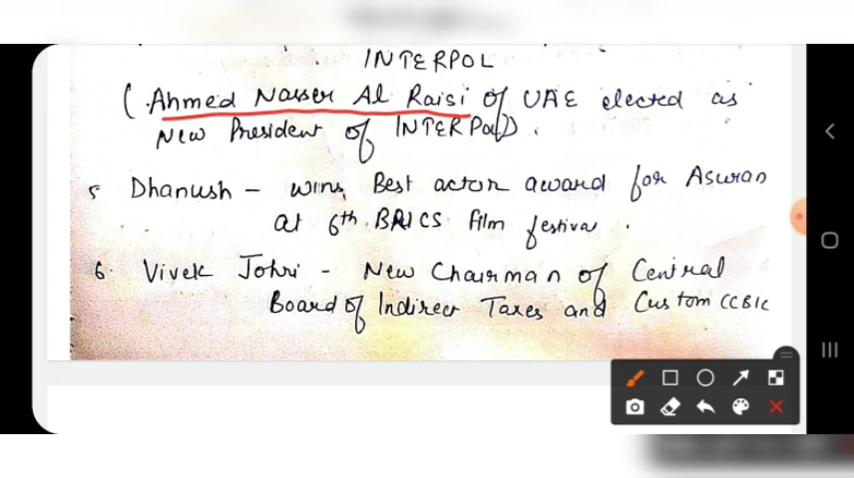 INTERPOL
(Ahmed Nasser Al Raisi of UAE elected as
New President of INTERPOL).
5 Dhanush - wins Best actor award for Asuran
at 6th BRICS film festival.
6. Vivek Johri - New Chairman of Central
Board of Indirect Taxes and Custom CCBIC